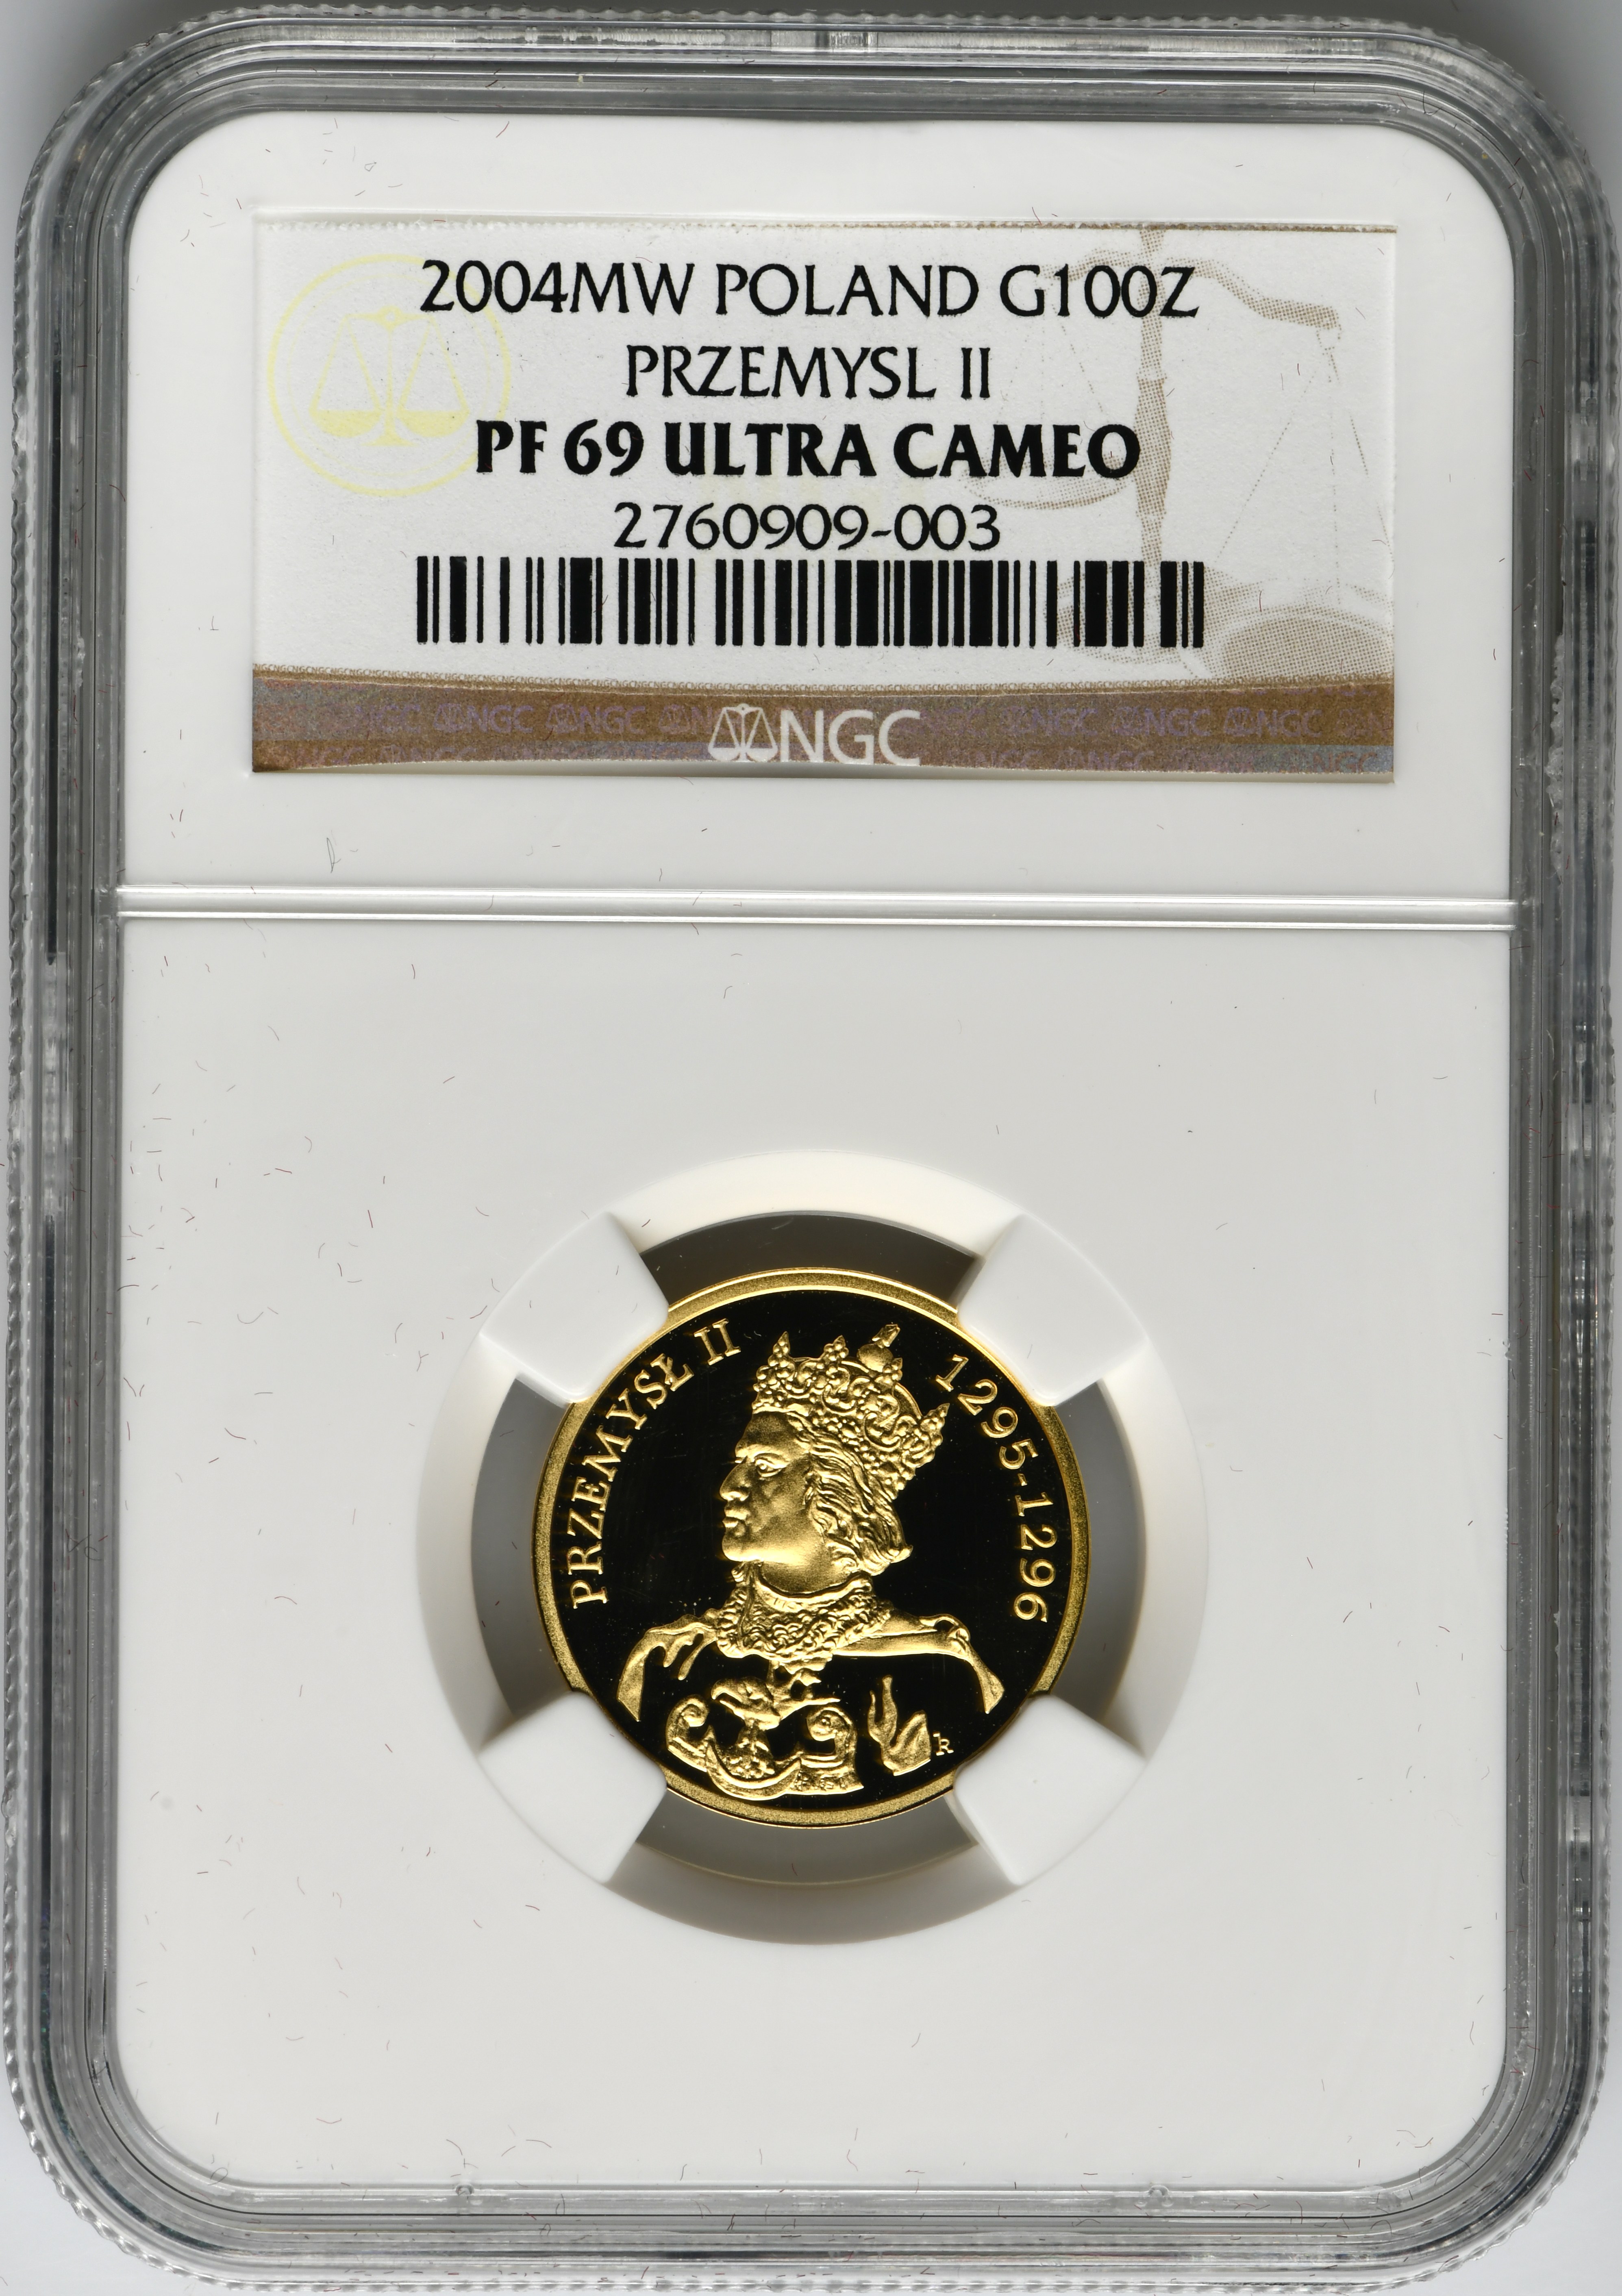 2004MW POLAND G100Z
PRZEMYSL II
PF 69 ULTRA CAMEO
2760909-003
NGC
PRZEMYSŁ II
1295-1296
k